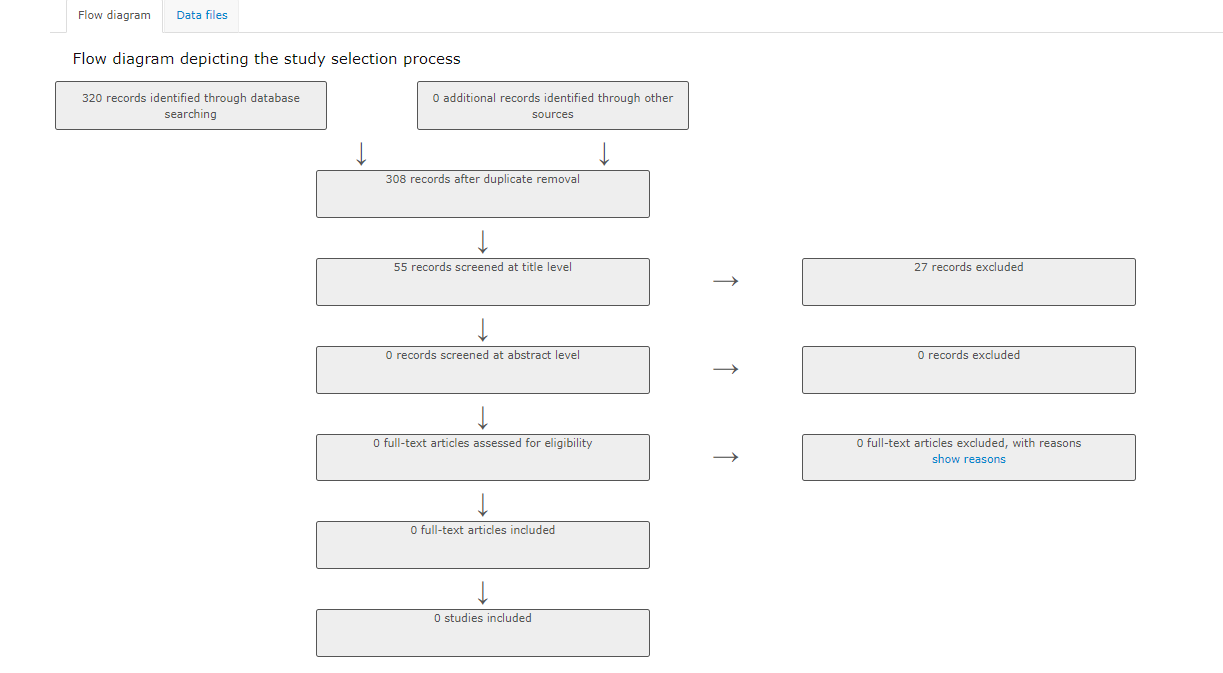 Flow diagram
Data files
Flow diagram depicting the study selection process
320 records identified through database
searching
0 additional records identified through other
sources
308 records after duplicate removal
55 records screened at title level
27 records excluded
0 records screened at abstract level
0 records excluded
0 full-text articles assessed for eligibility
0 full-text articles excluded, with reasons
show reasons
0 full-text articles included
0 studies included